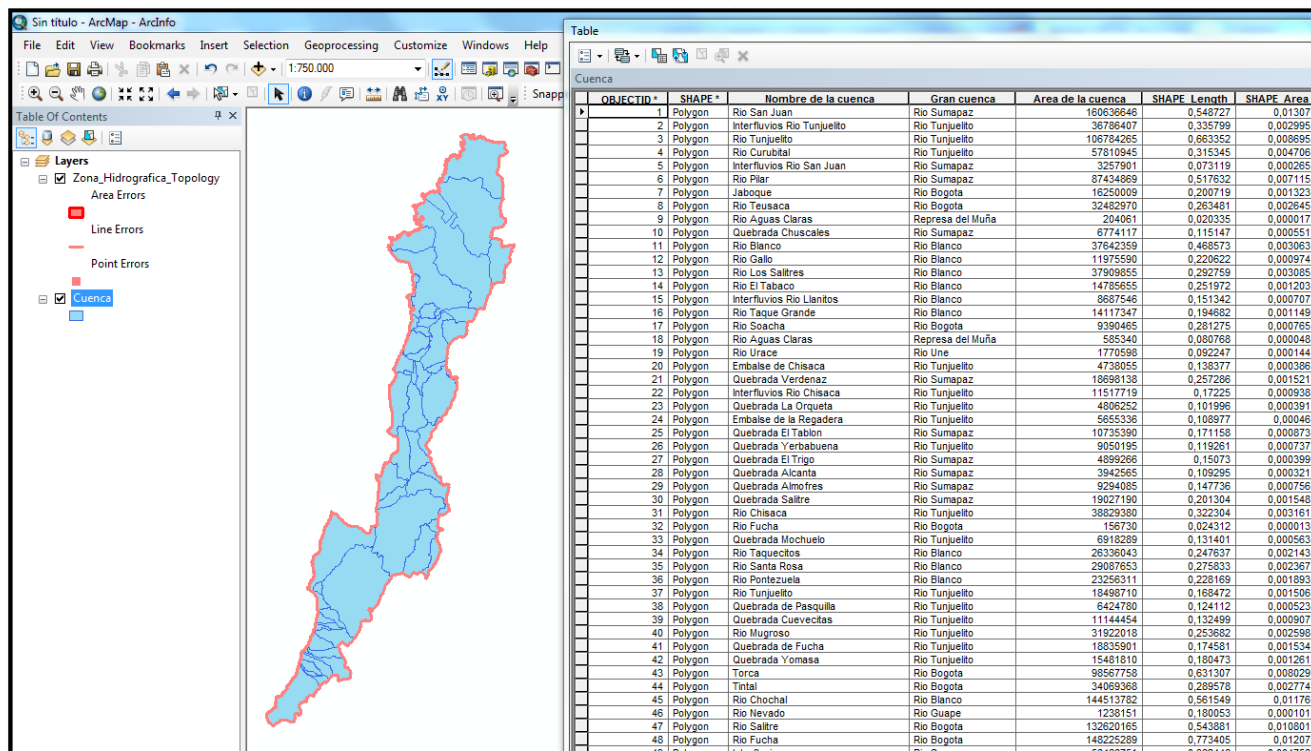 Sin título - ArcMap - ArcInfo
File Edit View Bookmarks Insert Selection Geoprocessing Customize Windows Help
1:750.000
Snapp
Table Of Contents
Layers
Zona_Hidrografica_Topology
Area Errors
Line Errors
Point Errors
Cuenca
Table
Cuenca
OBJECTID * SHAPE * Nombre de la cuenca Gran cuenca Area de la cuenca SHAPE_Length SHAPE_Area
1 Polygon Rio San Juan Rio Sumapaz 160636646 0,548727 0,01307
2 Polygon Interfluvios Rio Tunjuelito Rio Tunjuelito 36786407 0,335799 0,002995
3 Polygon Rio Tunjuelito Rio Tunjuelito 106784265 0,663352 0,008695
4 Polygon Rio Curubital Rio Tunjuelito 57810945 0,315345 0,004706
5 Polygon Interfluvios Rio San Juan Rio Sumapaz 3257901 0,073119 0,000265
6 Polygon Rio Pilar Rio Sumapaz 87434869 0,517632 0,007115
7 Polygon Jaboque Rio Bogota 16250009 0,200719 0,001323
8 Polygon Rio Teusaca Rio Bogota 32482970 0,263481 0,002645
9 Polygon Rio Aguas Claras Represa del Muña 204061 0,020335 0,000017
10 Polygon Quebrada Chuscales Rio Sumapaz 6774117 0,115147 0,000551
11 Polygon Rio Blanco Rio Blanco 37642359 0,468573 0,003063
12 Polygon Rio Gallo Rio Blanco 11975590 0,220622 0,000974
13 Polygon Rio Los Salitres Rio Blanco 37909855 0,292759 0,003085
14 Polygon Rio El Tabaco Rio Blanco 14785655 0,251972 0,001203
15 Polygon Interfluvios Rio Llanitos Rio Blanco 8687546 0,151342 0,000707
16 Polygon Rio Taque Grande Rio Blanco 14117347 0,194682 0,001149
17 Polygon Rio Soacha Rio Bogota 9390465 0,281275 0,000765
18 Polygon Rio Aguas Claras Represa del Muña 585340 0,080768 0,000048
19 Polygon Rio Urace Rio Une 1770598 0,092247 0,000144
20 Polygon Embalse de Chisaca Rio Tunjuelito 4738055 0,138377 0,000386
21 Polygon Quebrada Verdenaz Rio Sumapaz 18698138 0,257286 0,001521
22 Polygon Interfluvios Rio Chisaca Rio Tunjuelito 11517719 0,17225 0,000938
23 Polygon Quebrada La Orqueta Rio Tunjuelito 4806252 0,101996 0,000391
24 Polygon Embalse de la Regadera Rio Tunjuelito 5655336 0,108977 0,00046
25 Polygon Quebrada El Tablon Rio Sumapaz 10735390 0,171158 0,000873
26 Polygon Quebrada Yerbabuena Rio Tunjuelito 9050195 0,119261 0,000737
27 Polygon Quebrada El Trigo Rio Sumapaz 4899266 0,15073 0,000399
28 Polygon Quebrada Alcanta Rio Sumapaz 3942565 0,109295 0,000321
29 Polygon Quebrada Almofres Rio Sumapaz 9294085 0,147736 0,000756
30 Polygon Quebrada Salitre Rio Sumapaz 19027190 0,201304 0,001548
31 Polygon Rio Chisaca Rio Tunjuelito 38829380 0,322304 0,003161
32 Polygon Rio Fucha Rio Bogota 156730 0,024312 0,000013
33 Polygon Quebrada Mochuelo Rio Tunjuelito 6918289 0,131401 0,000563
34 Polygon Rio Taquecitos Rio Blanco 26336043 0,247637 0,002143
35 Polygon Rio Santa Rosa Rio Blanco 29087653 0,275833 0,002367
36 Polygon Rio Pontezuela Rio Blanco 23256311 0,228169 0,001893
37 Polygon Rio Tunjuelito Rio Tunjuelito 18498710 0,168472 0,001506
38 Polygon Quebrada de Pasquilla Rio Tunjuelito 6424780 0,124112 0,000523
39 Polygon Quebrada Cuevecitas Rio Tunjuelito 11144454 0,132499 0,000907
40 Polygon Rio Mugroso Rio Tunjuelito 31922018 0,253682 0,002598
41 Polygon Quebrada de Fucha Rio Tunjuelito 18835901 0,174581 0,001534
42 Polygon Quebrada Yomasa Rio Tunjuelito 15481810 0,180473 0,001261
43 Polygon Torca Rio Bogota 98567758 0,631307 0,008029
44 Polygon Tintal Rio Bogota 34069368 0,289578 0,002774
45 Polygon Rio Chochal Rio Blanco 144513782 0,561549 0,01176
46 Polygon Rio Nevado Rio Guape 1238151 0,180053 0,000101
47 Polygon Rio Salitre Rio Bogota 132620165 0,543881 0,010801
48 Polygon Rio Fucha Rio Bogota 148225289 0,773405 0,01207